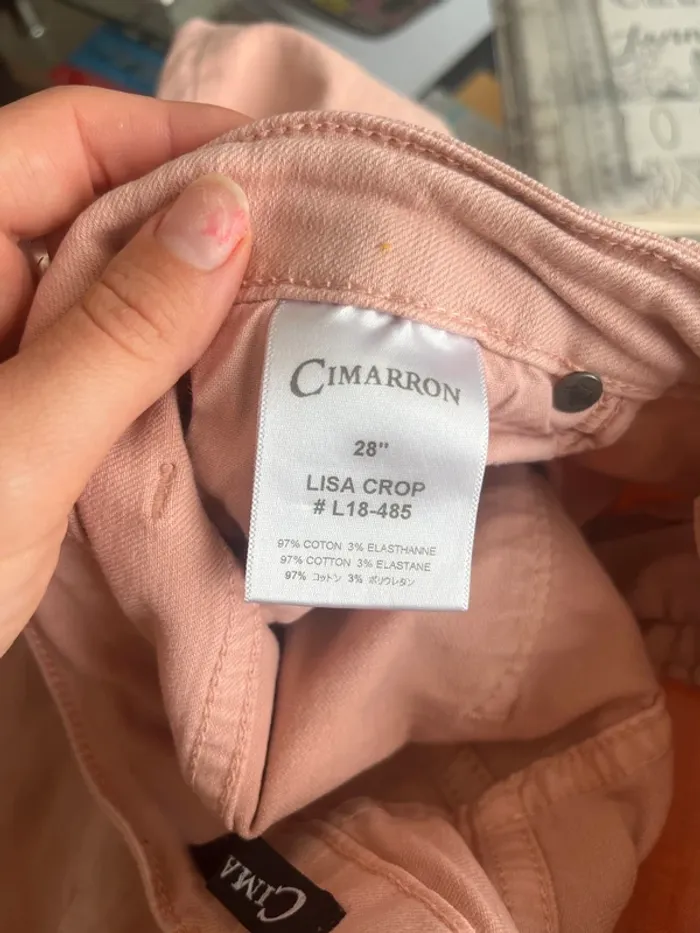 CIMARRON
28"
LISA CROP
# L18-485
97% COTON 3% ELASTHANNE
97% COTTON 3% ELASTANE
97% コットン 3% ポリウレタン
CIMA